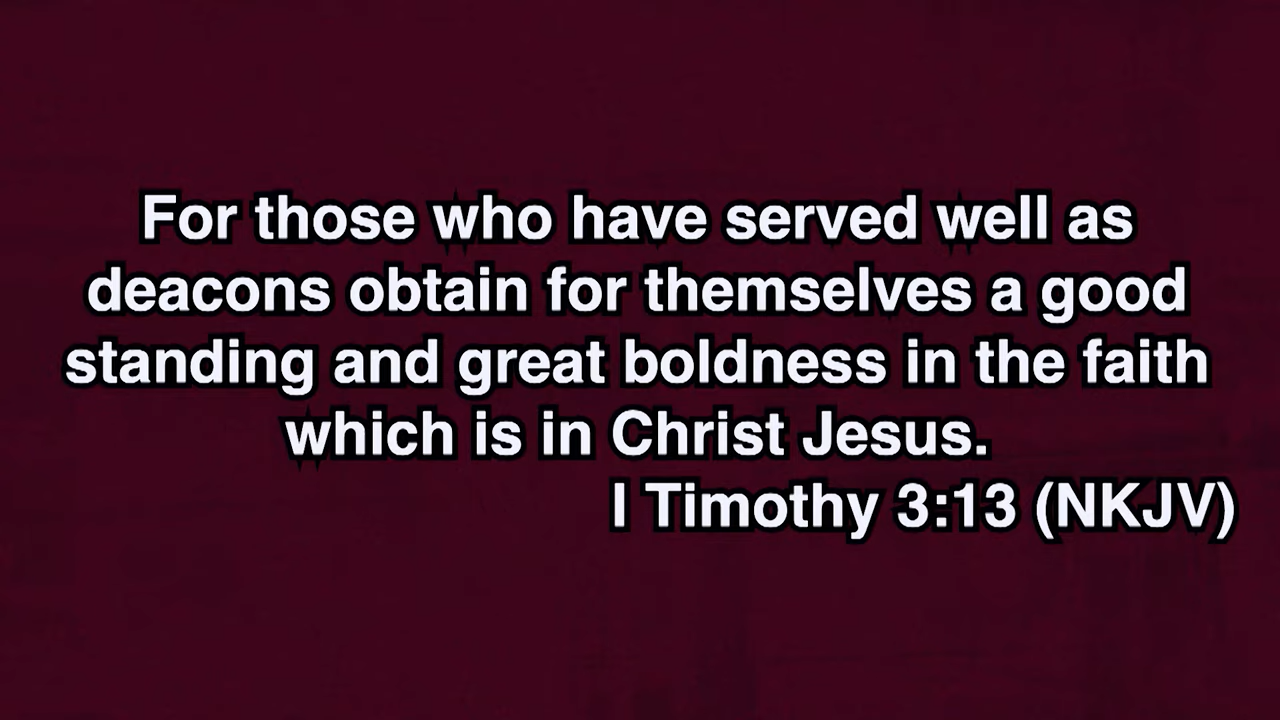 For those who have served well as
deacons obtain for themselves a good
standing and great boldness in the faith
which is in Christ Jesus.
I Timothy 3:13 (NKJV)